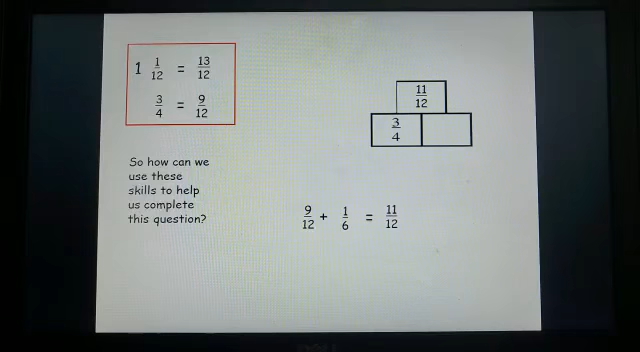 1 1/12 = 13/12
3/4 = 9/12
11/12
3/4
So how can we
use these
skills to help
us complete
this question?
9/12 + 1/6 = 11/12